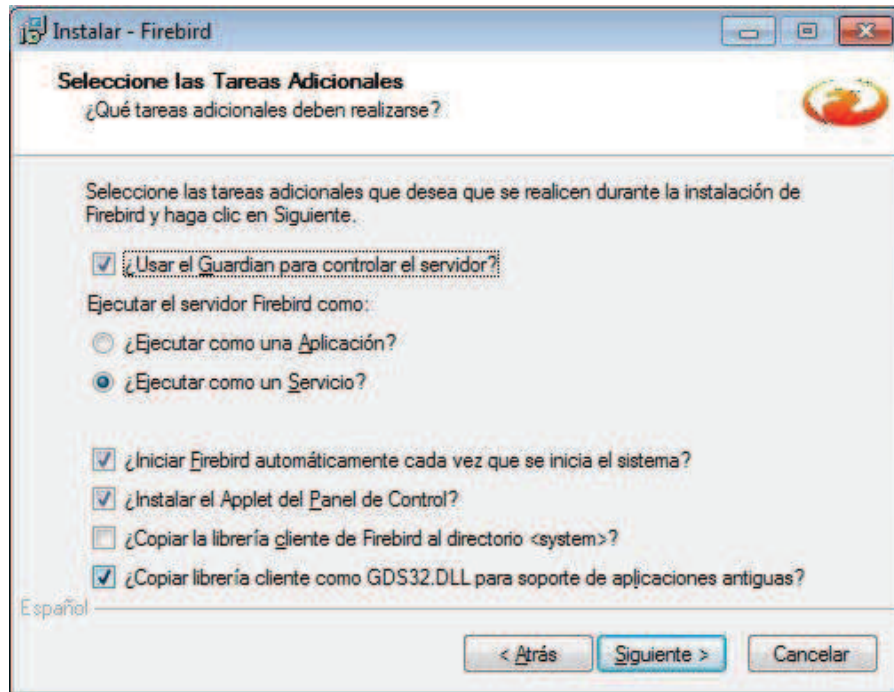 Instalar - Firebird
Seleccione las Tareas Adicionales
¿Qué tareas adicionales deben realizarse?
Seleccione las tareas adicionales que desea que se realicen durante la instalación de
Firebird y haga clic en Siguiente.
¿Usar el Guardian para controlar el servidor?
Ejecutar el servidor Firebird como:
¿Ejecutar como una Aplicación?
¿Ejecutar como un Servicio?
¿Iniciar Firebird automáticamente cada vez que se inicia el sistema?
¿Instalar el Applet del Panel de Control?
¿Copiar la librería cliente de Firebird al directorio <system>?
¿Copiar librería cliente como GDS32.DLL para soporte de aplicaciones antiguas?
Español
< Atrás
Siguiente >
Cancelar